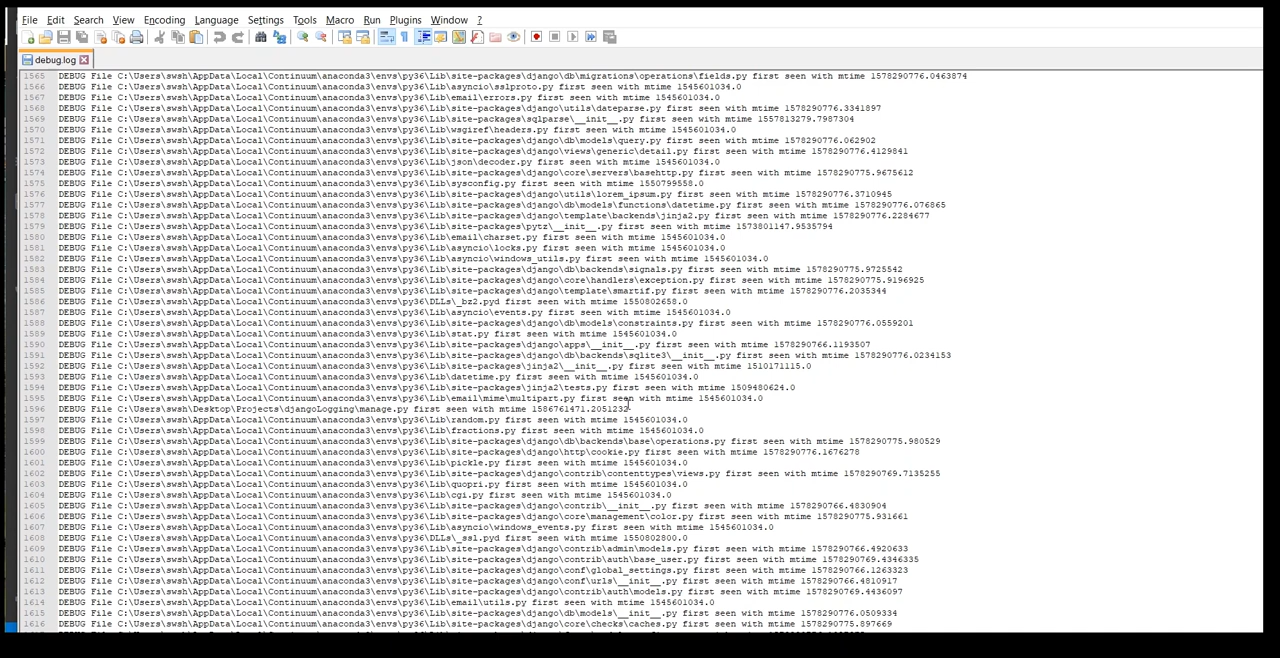 File Edit Search View Encoding Language Settings Tools Macro Run Plugins Window ?
debug.log
1565 DEBUG File C:\Users\swsh\AppData\Local\Continuum\anaconda3\envs\py36\Lib\site-packages\django\db\migrations\operations\fields.py first seen with mtime 1578290776.0463874
1566 DEBUG File C:\Users\swsh\AppData\Local\Continuum\anaconda3\envs\py36\Lib\asyncio\sslproto.py first seen with mtime 1545601034.0
1567 DEBUG File C:\Users\swsh\AppData\Local\Continuum\anaconda3\envs\py36\Lib\email\errors.py first seen with mtime 1545601034.0
1568 DEBUG File C:\Users\swsh\AppData\Local\Continuum\anaconda3\envs\py36\Lib\site-packages\django\utils\dateparse.py first seen with mtime 1578290776.3341897
1569 DEBUG File C:\Users\swsh\AppData\Local\Continuum\anaconda3\envs\py36\Lib\site-packages\sqlparse\__init__.py first seen with mtime 1557813279.7987304
1570 DEBUG File C:\Users\swsh\AppData\Local\Continuum\anaconda3\envs\py36\Lib\wsgiref\headers.py first seen with mtime 1545601034.0
1571 DEBUG File C:\Users\swsh\AppData\Local\Continuum\anaconda3\envs\py36\Lib\site-packages\django\db\models\query.py first seen with mtime 1578290776.062902
1572 DEBUG File C:\Users\swsh\AppData\Local\Continuum\anaconda3\envs\py36\Lib\site-packages\django\views\generic\detail.py first seen with mtime 1578290776.4129841
1573 DEBUG File C:\Users\swsh\AppData\Local\Continuum\anaconda3\envs\py36\Lib\json\decoder.py first seen with mtime 1545601034.0
1574 DEBUG File C:\Users\swsh\AppData\Local\Continuum\anaconda3\envs\py36\Lib\site-packages\django\core\servers\basehttp.py first seen with mtime 1578290775.9675612
1575 DEBUG File C:\Users\swsh\AppData\Local\Continuum\anaconda3\envs\py36\Lib\sysconfig.py first seen with mtime 1550799558.0
1576 DEBUG File C:\Users\swsh\AppData\Local\Continuum\anaconda3\envs\py36\Lib\site-packages\django\utils\lorem_ipsum.py first seen with mtime 1578290776.3710945
1577 DEBUG File C:\Users\swsh\AppData\Local\Continuum\anaconda3\envs\py36\Lib\site-packages\django\db\models\functions\datetime.py first seen with mtime 1578290776.076865
1578 DEBUG File C:\Users\swsh\AppData\Local\Continuum\anaconda3\envs\py36\Lib\site-packages\django\template\backends\jinja2.py first seen with mtime 1578290776.2284677
1579 DEBUG File C:\Users\swsh\AppData\Local\Continuum\anaconda3\envs\py36\Lib\site-packages\pytz\__init__.py first seen with mtime 1573801147.9535794
1580 DEBUG File C:\Users\swsh\AppData\Local\Continuum\anaconda3\envs\py36\Lib\email\charset.py first seen with mtime 1545601034.0
1581 DEBUG File C:\Users\swsh\AppData\Local\Continuum\anaconda3\envs\py36\Lib\asyncio\locks.py first seen with mtime 1545601034.0
1582 DEBUG File C:\Users\swsh\AppData\Local\Continuum\anaconda3\envs\py36\Lib\asyncio\windows_utils.py first seen with mtime 1545601034.0
1583 DEBUG File C:\Users\swsh\AppData\Local\Continuum\anaconda3\envs\py36\Lib\site-packages\django\db\backends\signals.py first seen with mtime 1578290775.9725542
1584 DEBUG File C:\Users\swsh\AppData\Local\Continuum\anaconda3\envs\py36\Lib\site-packages\django\core\handlers\exception.py first seen with mtime 1578290775.9196925
1585 DEBUG File C:\Users\swsh\AppData\Local\Continuum\anaconda3\envs\py36\Lib\site-packages\django\template\smartif.py first seen with mtime 1578290776.2035344
1586 DEBUG File C:\Users\swsh\AppData\Local\Continuum\anaconda3\envs\py36\DLLs\_bz2.pyd first seen with mtime 1550802658.0
1587 DEBUG File C:\Users\swsh\AppData\Local\Continuum\anaconda3\envs\py36\Lib\asyncio\events.py first seen with mtime 1545601034.0
1588 DEBUG File C:\Users\swsh\AppData\Local\Continuum\anaconda3\envs\py36\Lib\site-packages\django\db\models\constraints.py first seen with mtime 1578290776.0559201
1589 DEBUG File C:\Users\swsh\AppData\Local\Continuum\anaconda3\envs\py36\Lib\stat.py first seen with mtime 1545601034.0
1590 DEBUG File C:\Users\swsh\AppData\Local\Continuum\anaconda3\envs\py36\Lib\site-packages\django\apps\__init__.py first seen with mtime 1578290766.1193507
1591 DEBUG File C:\Users\swsh\AppData\Local\Continuum\anaconda3\envs\py36\Lib\site-packages\django\db\backends\sqlite3\__init__.py first seen with mtime 1578290776.0234153
1592 DEBUG File C:\Users\swsh\AppData\Local\Continuum\anaconda3\envs\py36\Lib\site-packages\jinja2\__init__.py first seen with mtime 1510171115.0
1593 DEBUG File C:\Users\swsh\AppData\Local\Continuum\anaconda3\envs\py36\Lib\datetime.py first seen with mtime 1545601034.0
1594 DEBUG File C:\Users\swsh\AppData\Local\Continuum\anaconda3\envs\py36\Lib\site-packages\jinja2\tests.py first seen with mtime 1509480624.0
1595 DEBUG File C:\Users\swsh\AppData\Local\Continuum\anaconda3\envs\py36\Lib\email\mime\multipart.py first seen with mtime 1545601034.0
1596 DEBUG File C:\Users\swsh\Desktop\Projects\djangoLogging\manage.py first seen with mtime 1586761471.2051232
1597 DEBUG File C:\Users\swsh\AppData\Local\Continuum\anaconda3\envs\py36\Lib\random.py first seen with mtime 1545601034.0
1598 DEBUG File C:\Users\swsh\AppData\Local\Continuum\anaconda3\envs\py36\Lib\fractions.py first seen with mtime 1545601034.0
1599 DEBUG File C:\Users\swsh\AppData\Local\Continuum\anaconda3\envs\py36\Lib\site-packages\django\db\backends\base\operations.py first seen with mtime 1578290775.980529
1600 DEBUG File C:\Users\swsh\AppData\Local\Continuum\anaconda3\envs\py36\Lib\site-packages\django\http\cookie.py first seen with mtime 1578290776.1676278
1601 DEBUG File C:\Users\swsh\AppData\Local\Continuum\anaconda3\envs\py36\Lib\pickle.py first seen with mtime 1545601034.0
1602 DEBUG File C:\Users\swsh\AppData\Local\Continuum\anaconda3\envs\py36\Lib\site-packages\django\contrib\contenttypes\views.py first seen with mtime 1578290769.7135255
1603 DEBUG File C:\Users\swsh\AppData\Local\Continuum\anaconda3\envs\py36\Lib\quopri.py first seen with mtime 1545601034.0
1604 DEBUG File C:\Users\swsh\AppData\Local\Continuum\anaconda3\envs\py36\Lib\cgi.py first seen with mtime 1545601034.0
1605 DEBUG File C:\Users\swsh\AppData\Local\Continuum\anaconda3\envs\py36\Lib\site-packages\django\contrib\__init__.py first seen with mtime 1578290766.4830904
1606 DEBUG File C:\Users\swsh\AppData\Local\Continuum\anaconda3\envs\py36\Lib\site-packages\django\core\management\color.py first seen with mtime 1578290775.931661
1607 DEBUG File C:\Users\swsh\AppData\Local\Continuum\anaconda3\envs\py36\Lib\asyncio\windows_events.py first seen with mtime 1545601034.0
1608 DEBUG File C:\Users\swsh\AppData\Local\Continuum\anaconda3\envs\py36\DLLs\_ssl.pyd first seen with mtime 1550802800.0
1609 DEBUG File C:\Users\swsh\AppData\Local\Continuum\anaconda3\envs\py36\Lib\site-packages\django\contrib\admin\models.py first seen with mtime 1578290766.4920633
1610 DEBUG File C:\Users\swsh\AppData\Local\Continuum\anaconda3\envs\py36\Lib\site-packages\django\contrib\auth\base_user.py first seen with mtime 1578290769.4346335
1611 DEBUG File C:\Users\swsh\AppData\Local\Continuum\anaconda3\envs\py36\Lib\site-packages\django\conf\global_settings.py first seen with mtime 1578290766.1263323
1612 DEBUG File C:\Users\swsh\AppData\Local\Continuum\anaconda3\envs\py36\Lib\site-packages\django\conf\urls\__init__.py first seen with mtime 1578290766.4810917
1613 DEBUG File C:\Users\swsh\AppData\Local\Continuum\anaconda3\envs\py36\Lib\site-packages\django\contrib\auth\models.py first seen with mtime 1578290769.4436097
1614 DEBUG File C:\Users\swsh\AppData\Local\Continuum\anaconda3\envs\py36\Lib\email\utils.py first seen with mtime 1545601034.0
1615 DEBUG File C:\Users\swsh\AppData\Local\Continuum\anaconda3\envs\py36\Lib\site-packages\django\db\models\__init__.py first seen with mtime 1578290776.0509334
1616 DEBUG File C:\Users\swsh\AppData\Local\Continuum\anaconda3\envs\py36\Lib\site-packages\django\core\checks\caches.py first seen with mtime 1578290775.897669